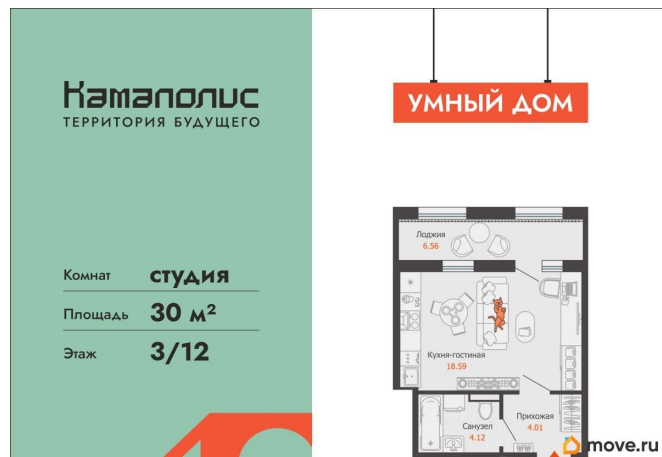 Камаполис
ТЕРРИТОРИЯ БУДУЩЕГО
Комнат студия
Площадь 30 м²
Этаж 3/12
УМНЫЙ ДОМ
Лоджия
6.56
Кухня-гостиная
18.59
Санузел
4.12
Прихожая
4.01
move.ru